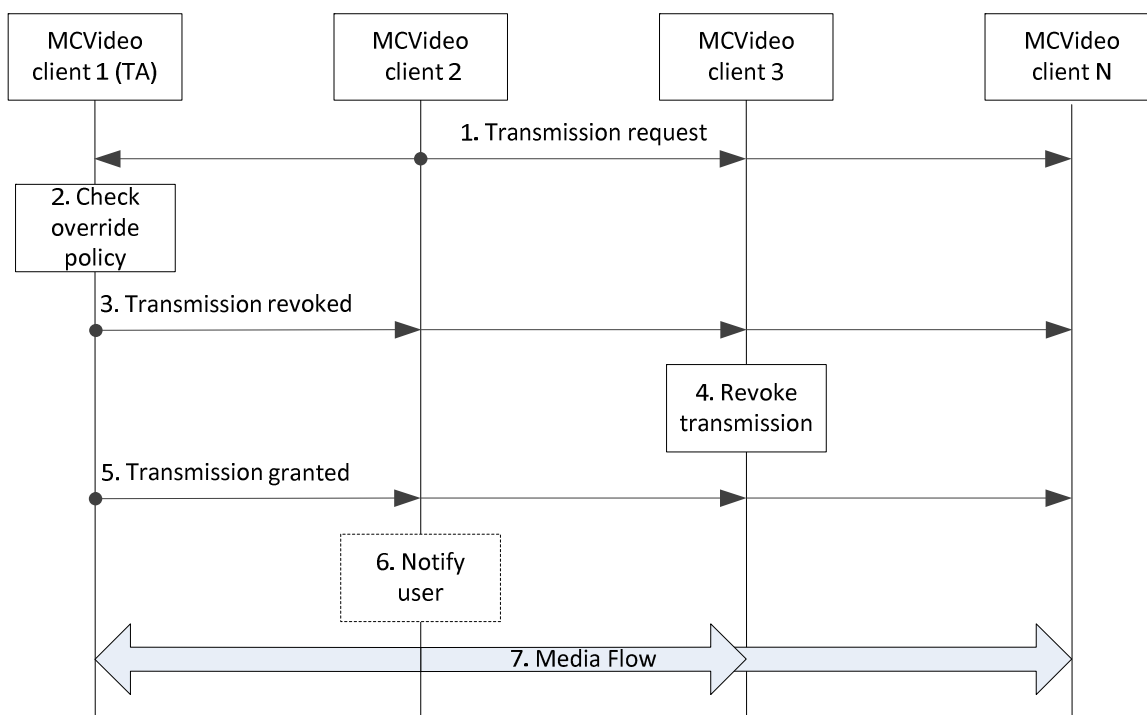 MCVideo
client 1 (TA)
MCVideo
client 2
MCVideo
client 3
MCVideo
client N
1. Transmission request
2. Check
override
policy
3. Transmission revoked
4. Revoke
transmission
5. Transmission granted
6. Notify
user
7. Media Flow